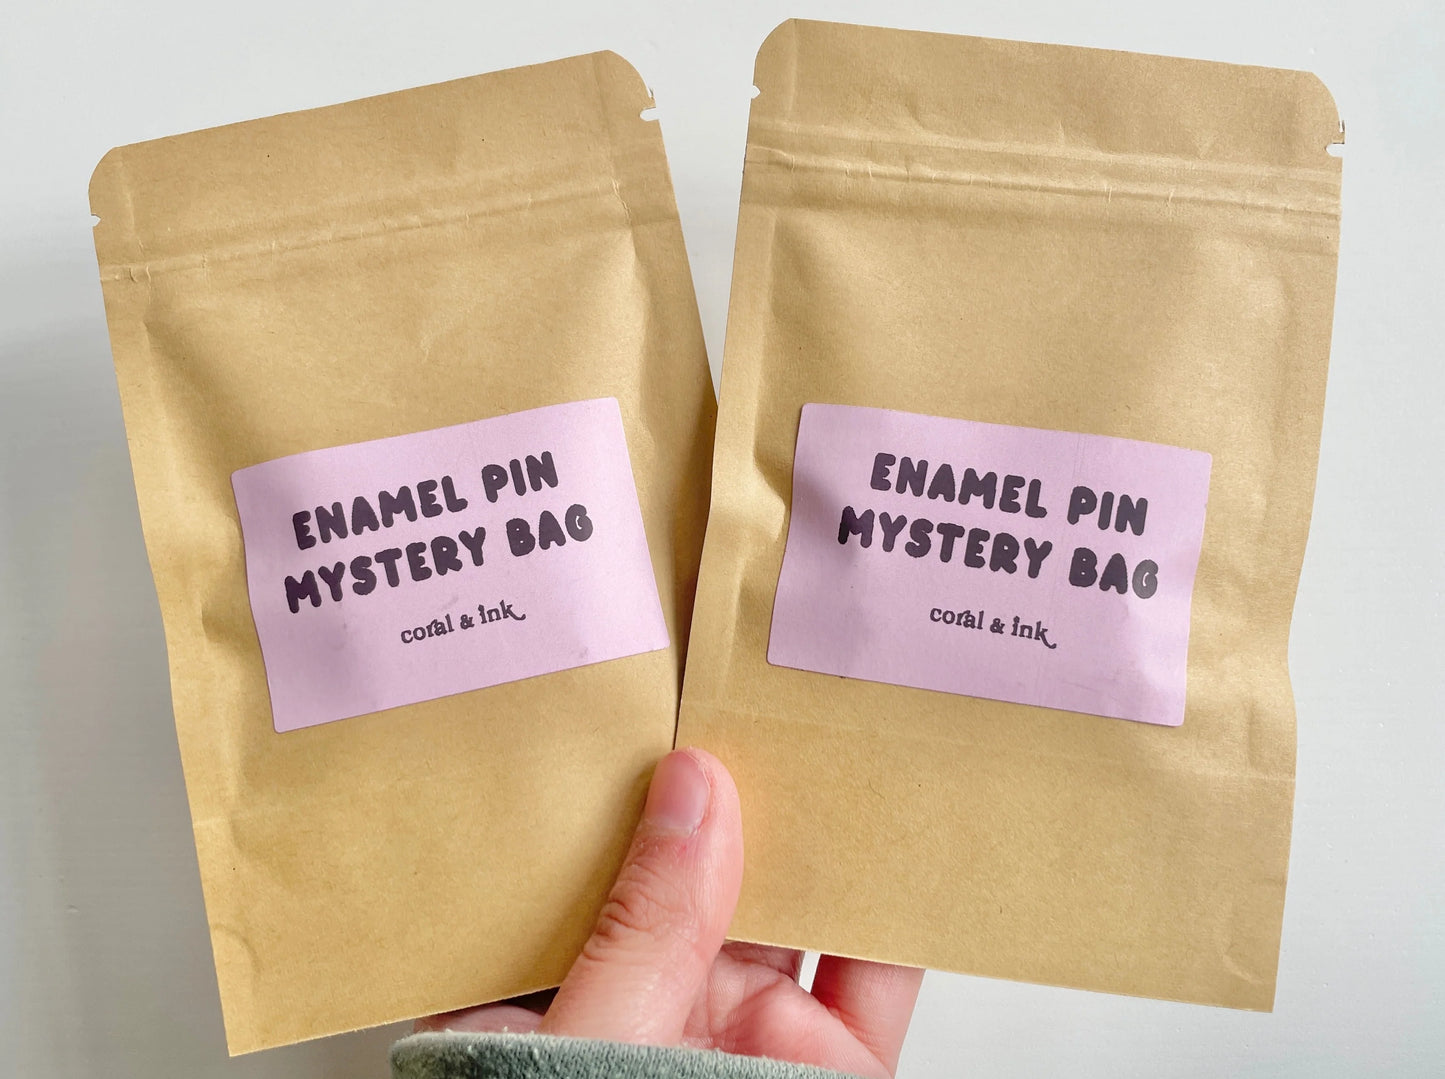 ENAMEL PIN
MYSTERY BAG
coral & ink
ENAMEL PIN
MYSTERY BAG
coral & ink